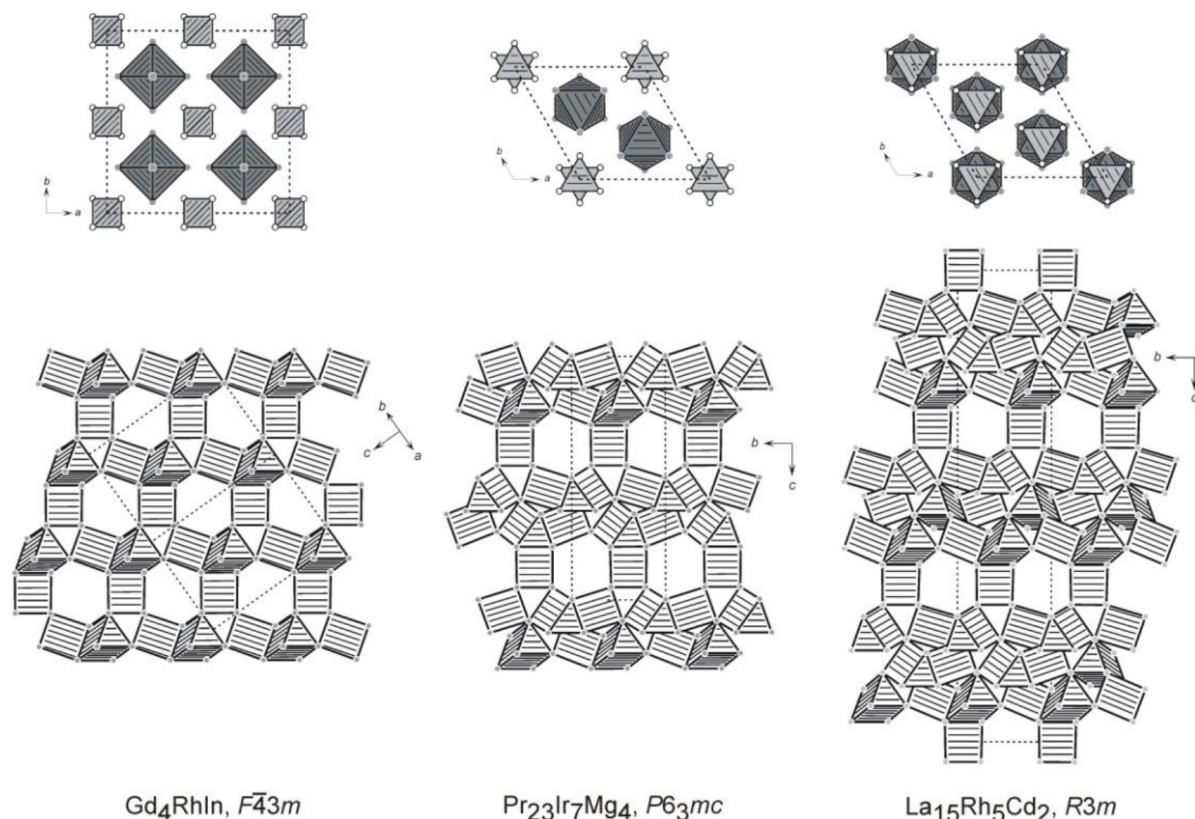 b
a
b
a
b
a
b
c
a
b
c
b
c
Gd₄RhIn, F4̅3m
Pr₂₃Ir₇Mg₄, P6₃mc
La₁₅Rh₅Cd₂, R3m